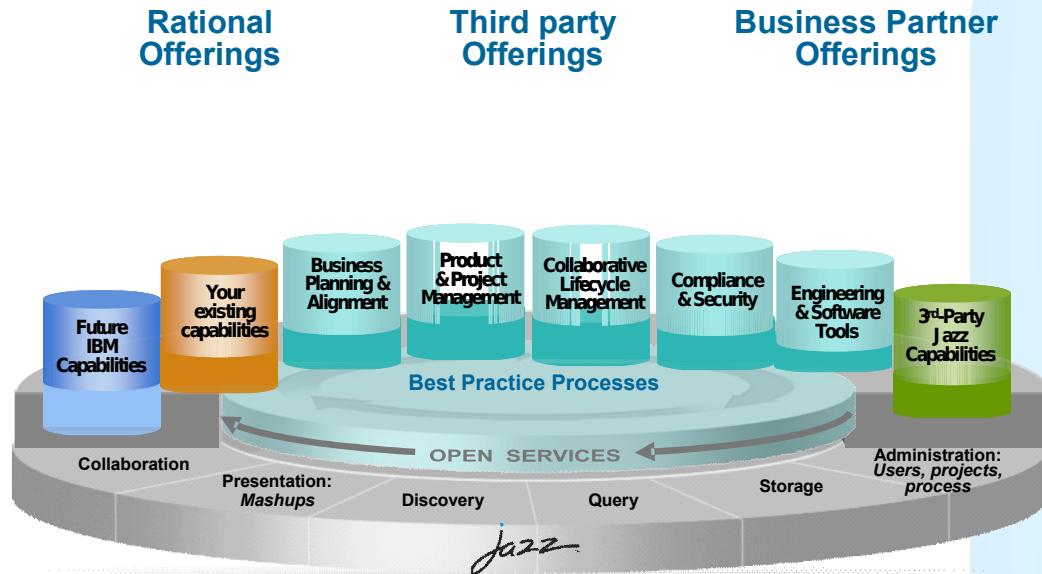 Rational
Offerings
Third party
Offerings
Business Partner
Offerings
Future
IBM
Capabilities
Your
existing
capabilities
Business
Planning &
Alignment
Product
& Project
Management
Collaborative
Lifecycle
Management
Compliance
& Security
Engineering
& Software
Tools
3rd-Party
Jazz
Capabilities
Best Practice Processes
OPEN SERVICES
Collaboration
Presentation:
Mashups
Discovery
Query
Storage
Administration:
Users, projects,
process
jazz